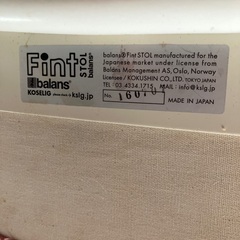 Fint STOL balans®
balans®
KOSELIG
kslg.jp
balans® Fint STOL manufactured for the
Japanese market under license from
Balans Management AS, Oslo, Norway
Licensee / KOKUSHIN CO.,LTD. TOKYO JAPAN
TEL : 03.4334.1715 MAIL : info@kslg.jp
No.
MADE IN JAPAN